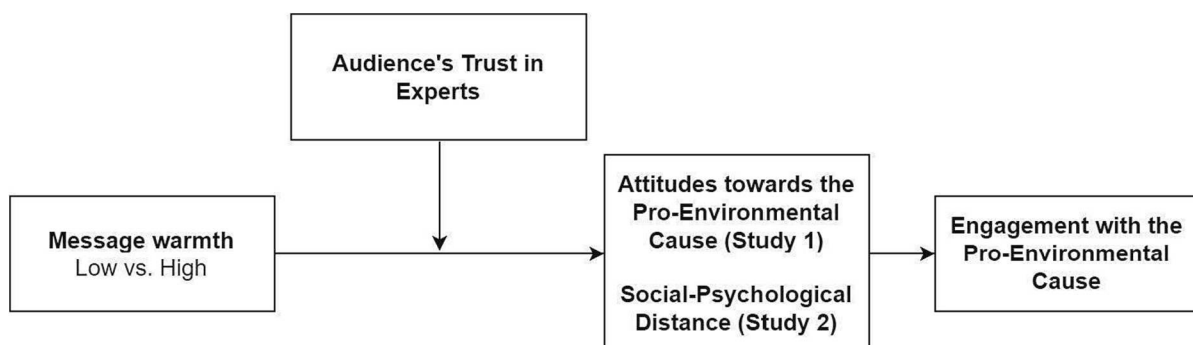 Audience's Trust in
Experts
Message warmth
Low vs. High
Attitudes towards the
Pro-Environmental
Cause (Study 1)
Social-Psychological
Distance (Study 2)
Engagement with the
Pro-Environmental
Cause